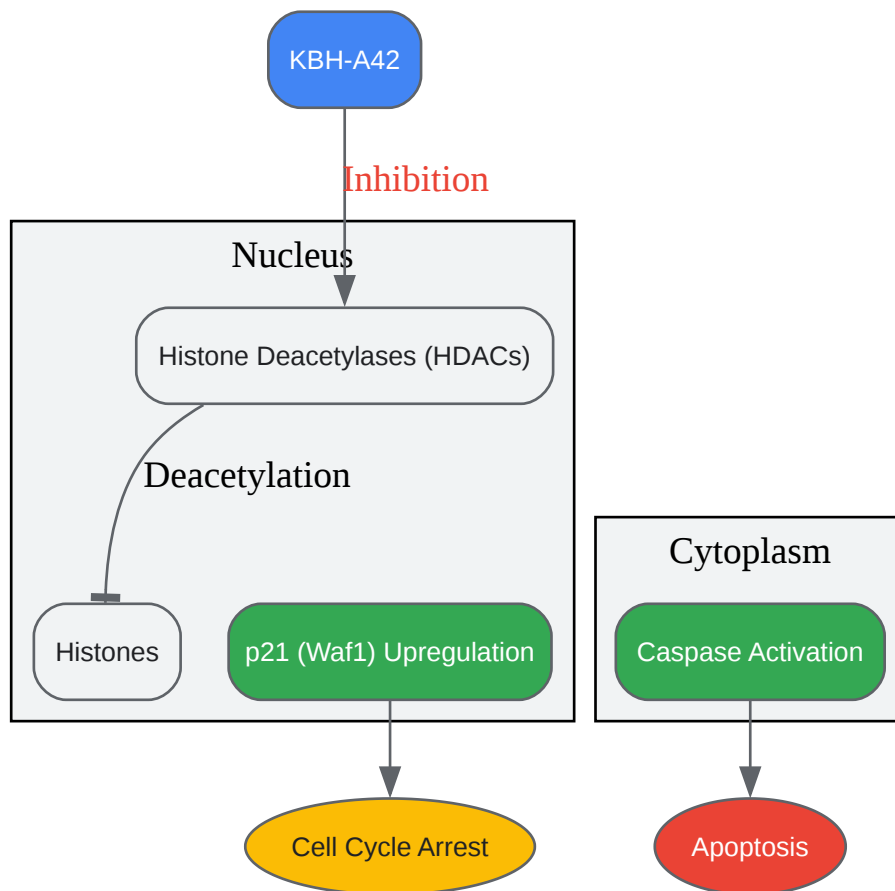 KBH-A42
Inhibition
Nucleus
Histone Deacetylases (HDACs)
Deacetylation
Cytoplasm
Histones
p21 (Waf1) Upregulation
Caspase Activation
Cell Cycle Arrest
Apoptosis